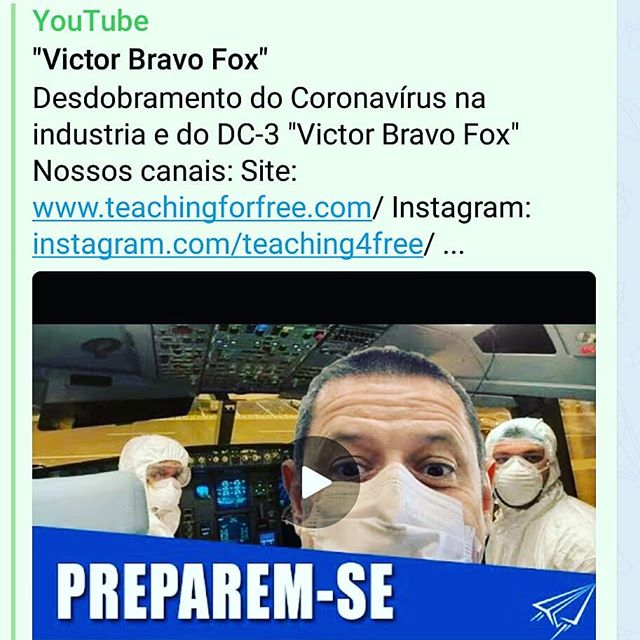 YouTube
"Victor Bravo Fox"
Desdobramento do Coronavírus na
industria e do DC-3 "Victor Bravo Fox"
Nossos canais: Site:
www.teachingforfree.com/ Instagram:
instagram.com/teaching4free/ ...
PREPAREM-SE